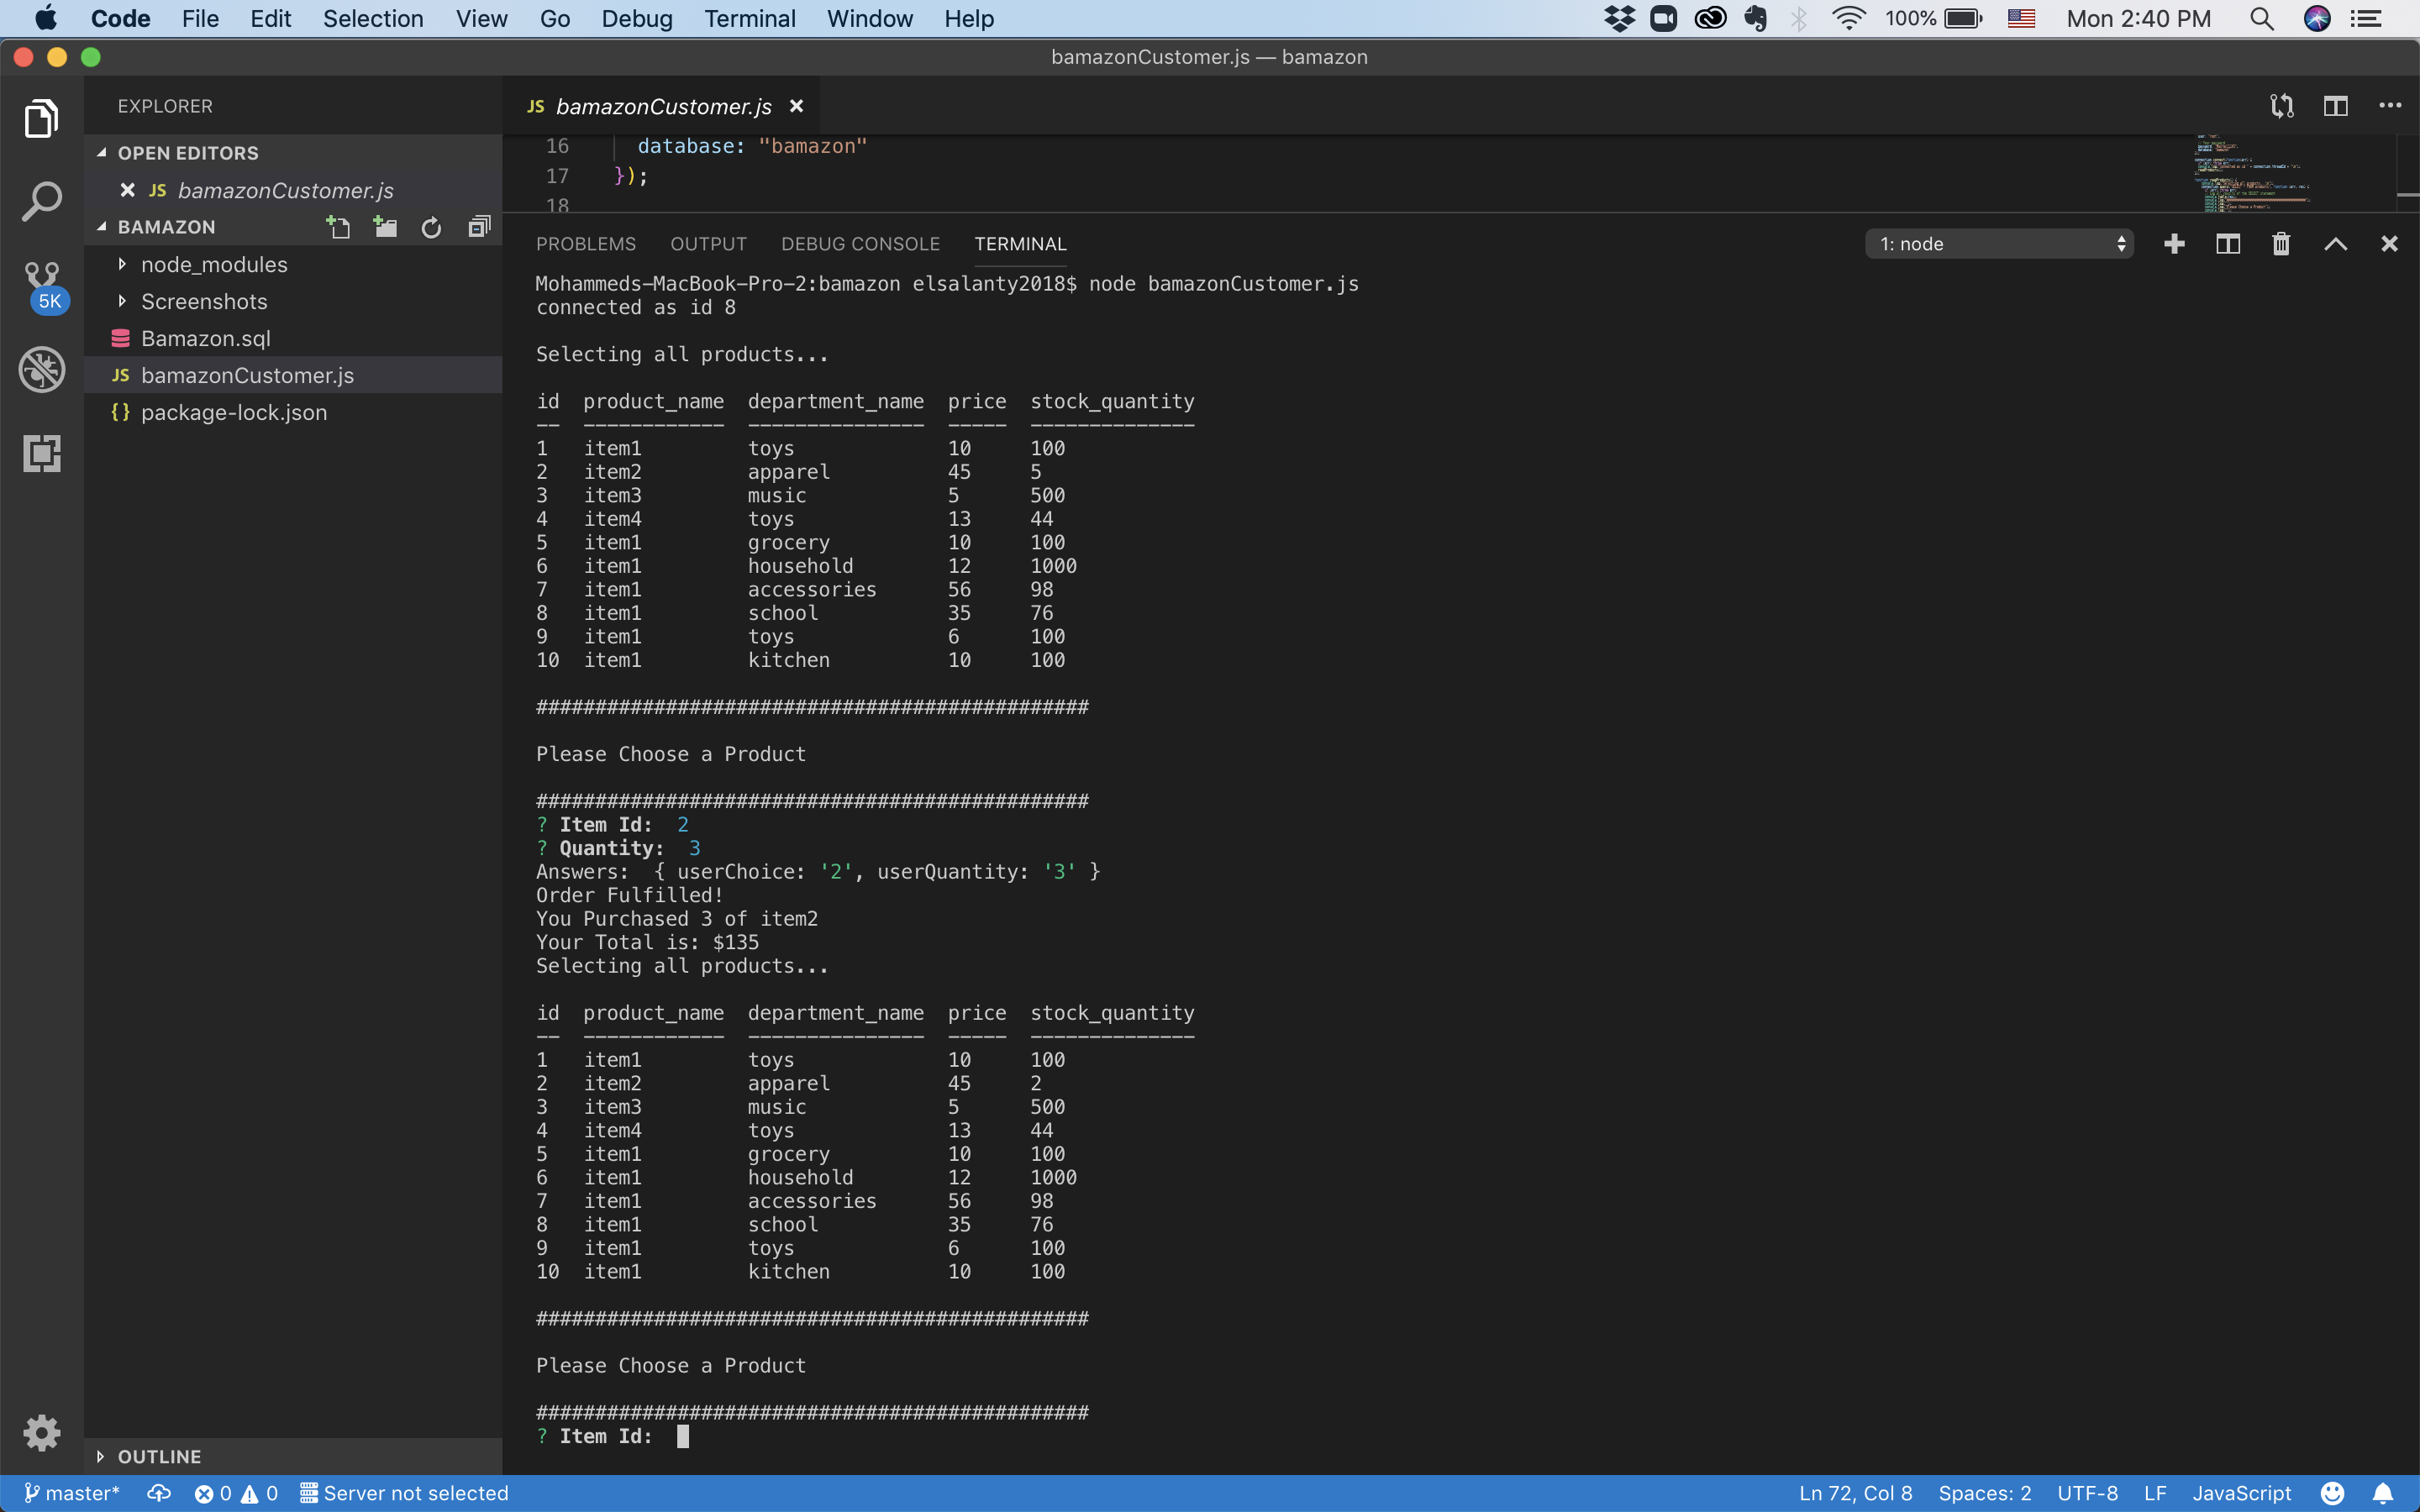 Code File Edit Selection View Go Debug Terminal Window Help 100% Mon 2:40 PM
bamazonCustomer.js — bamazon
EXPLORER
OPEN EDITORS
JS bamazonCustomer.js
BAMAZON
node_modules
Screenshots
Bamazon.sql
JS bamazonCustomer.js
{} package-lock.json
OUTLINE
5K
JS bamazonCustomer.js
16 database: "bamazon"
17 });
18
PROBLEMS OUTPUT DEBUG CONSOLE TERMINAL 1: node
Mohammeds-MacBook-Pro-2:bamazon elsalanty2018$ node bamazonCustomer.js
connected as id 8
Selecting all products...
id product_name department_name price stock_quantity
-- ------------ --------------- ----- --------------
1 item1 toys 10 100
2 item2 apparel 45 5
3 item3 music 5 500
4 item4 toys 13 44
5 item1 grocery 10 100
6 item1 household 12 1000
7 item1 accessories 56 98
8 item1 school 35 76
9 item1 toys 6 100
10 item1 kitchen 10 100
###############################################
Please Choose a Product
###############################################
? Item Id: 2
? Quantity: 3
Answers: { userChoice: '2', userQuantity: '3' }
Order Fulfilled!
You Purchased 3 of item2
Your Total is: $135
Selecting all products...
id product_name department_name price stock_quantity
-- ------------ --------------- ----- --------------
1 item1 toys 10 100
2 item2 apparel 45 2
3 item3 music 5 500
4 item4 toys 13 44
5 item1 grocery 10 100
6 item1 household 12 1000
7 item1 accessories 56 98
8 item1 school 35 76
9 item1 toys 6 100
10 item1 kitchen 10 100
###############################################
Please Choose a Product
###############################################
? Item Id:
master* 0 0 Server not selected Ln 72, Col 8 Spaces: 2 UTF-8 LF JavaScript